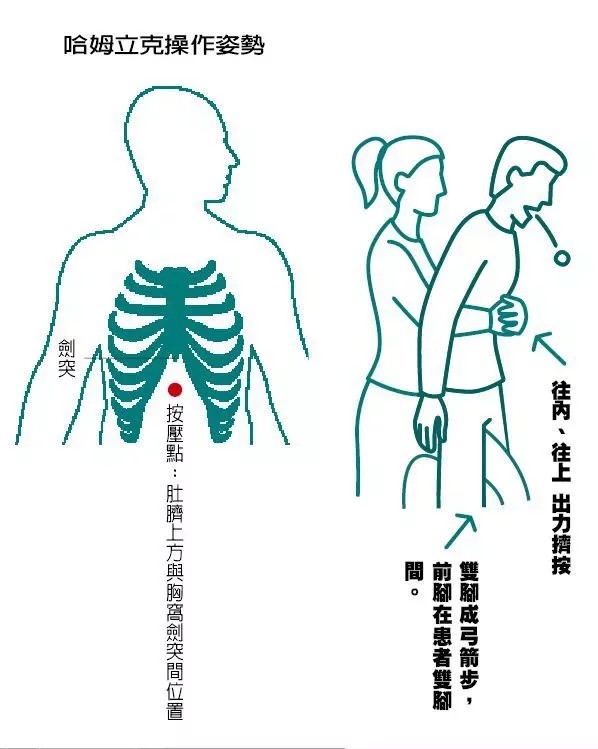 哈姆立克操作姿勢
劍突
按壓點：肚臍上方與胸窩劍突間位置
往內、往上 出力擠按
雙腳成弓箭步，
前腳在患者雙腳
間。